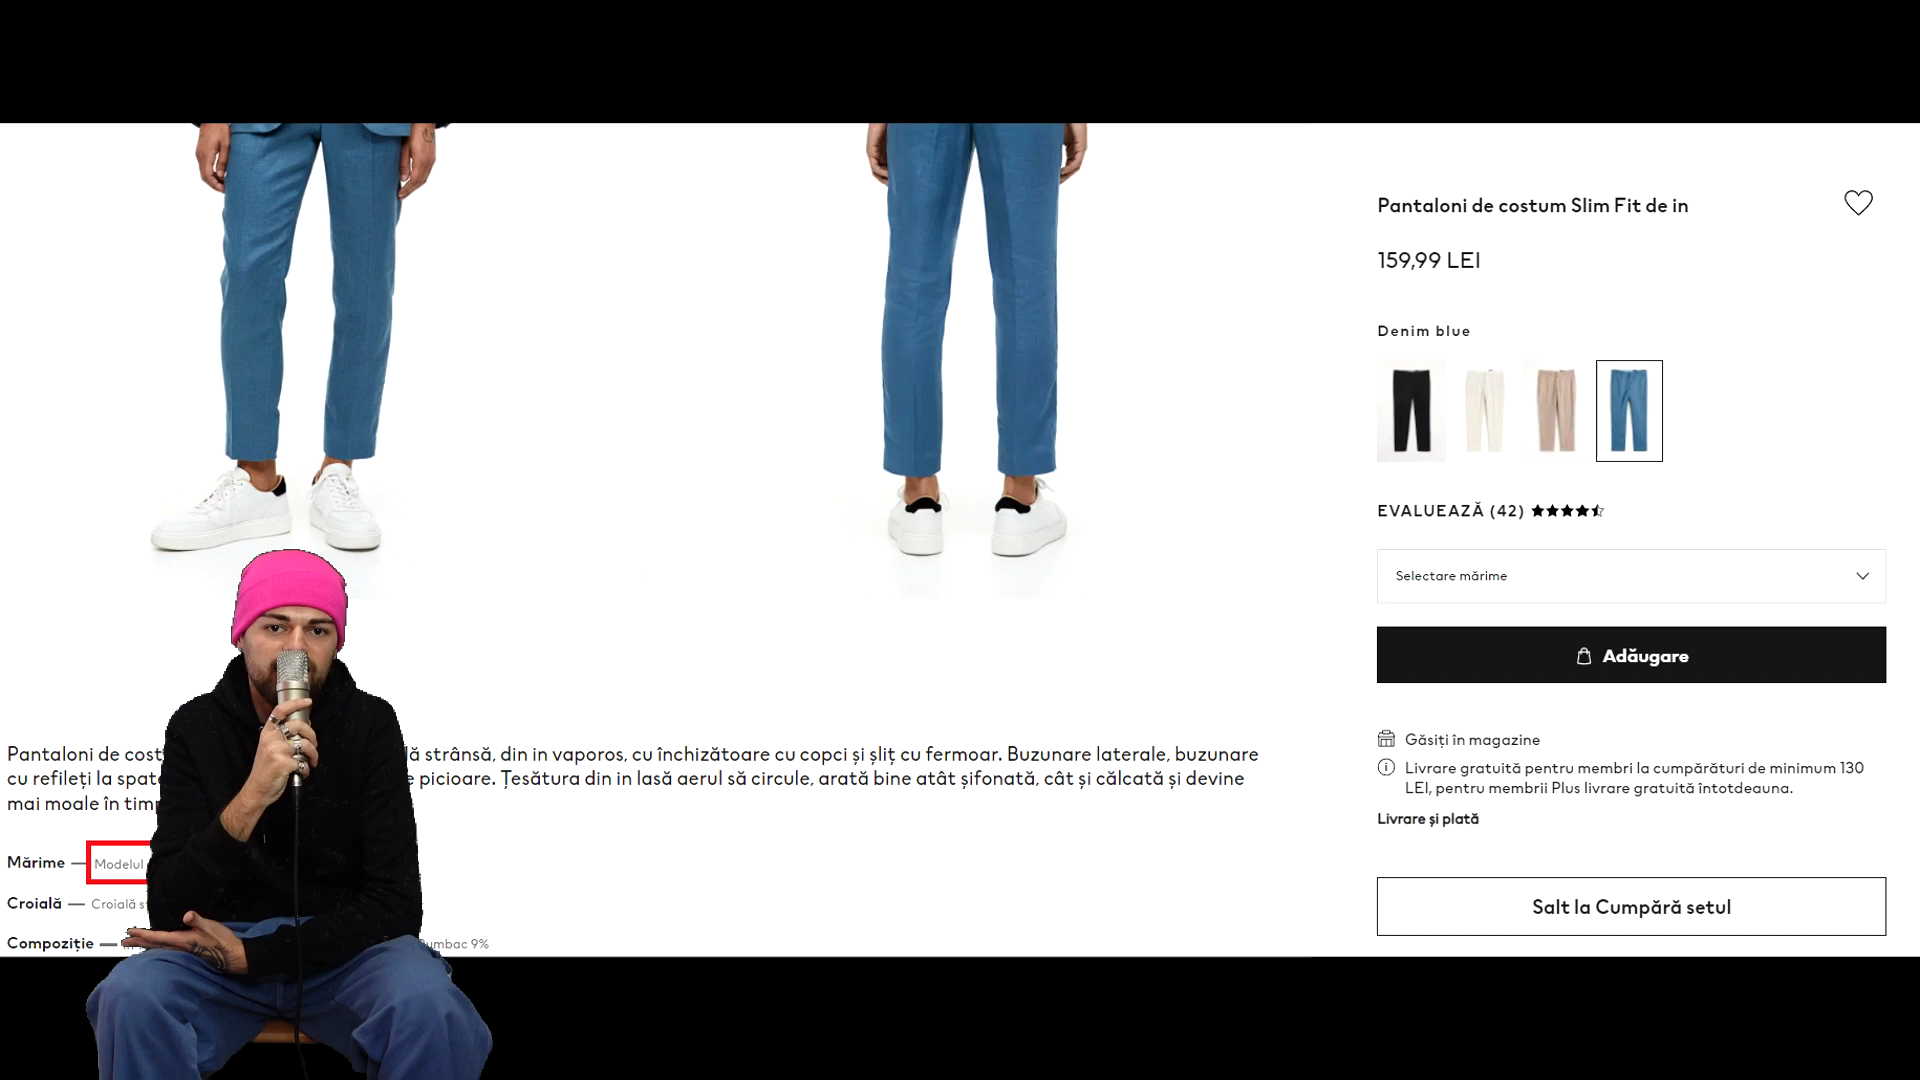 Pantaloni de costum Slim Fit de in
159,99 LEI
Denim blue
EVALUEAZĂ (42)
Selectare mărime
Adăugare
Găsiți în magazine
Livrare gratuită pentru membri la cumpărături de minimum 130
LEI, pentru membrii Plus livrare gratuită întotdeauna.
Livrare și plată
Salt la Cumpără setul
Pantaloni de strânsă, din in vaporos, cu închizătoare cu copci și șliț cu fermoar. Buzunare laterale, buzunare
cu refileți la picioare. Țesătura din in lasă aerul să circule, arată bine atât șifonată, cât și călcată și devine
mai moale în
Mărime — Modelul
Croială — Croială
Compoziție — 9%